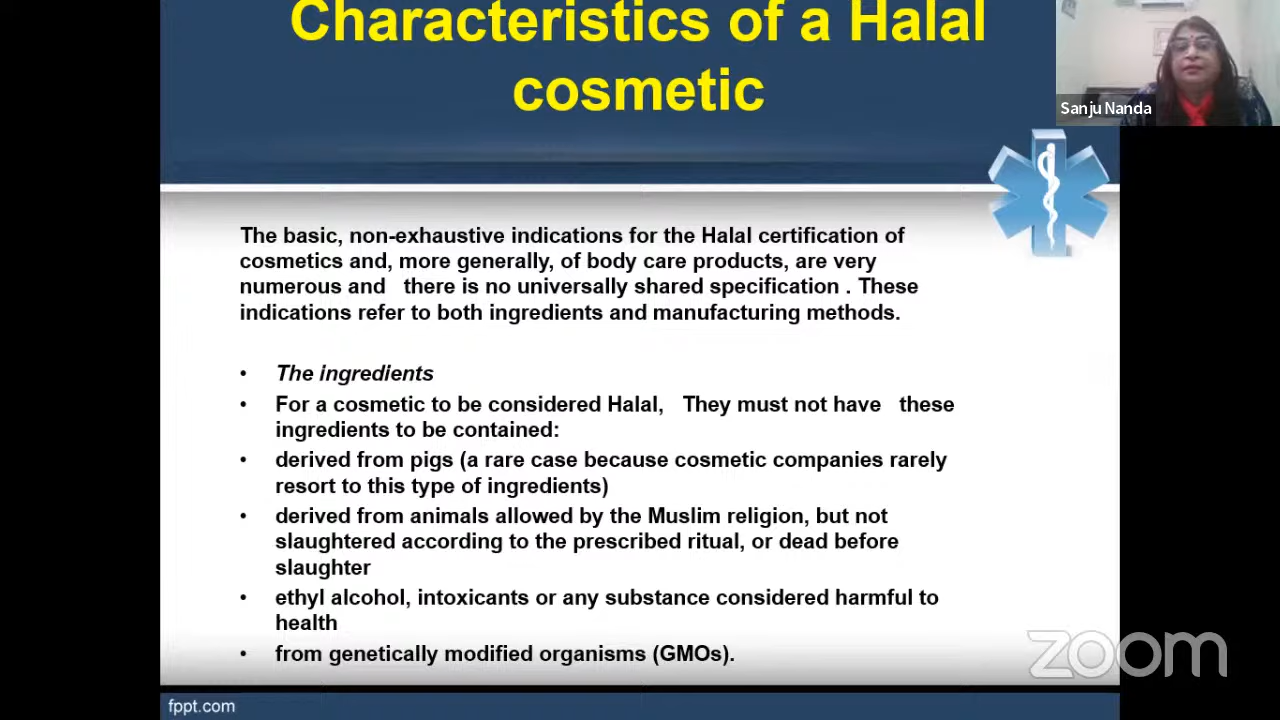 Characteristics of a Halal
cosmetic
Sanju Nanda
The basic, non-exhaustive indications for the Halal certification of
cosmetics and, more generally, of body care products, are very
numerous and there is no universally shared specification . These
indications refer to both ingredients and manufacturing methods.
• The ingredients
• For a cosmetic to be considered Halal, They must not have these
ingredients to be contained:
• derived from pigs (a rare case because cosmetic companies rarely
resort to this type of ingredients)
• derived from animals allowed by the Muslim religion, but not
slaughtered according to the prescribed ritual, or dead before
slaughter
• ethyl alcohol, intoxicants or any substance considered harmful to
health
• from genetically modified organisms (GMOs).
zoom
fppt.com